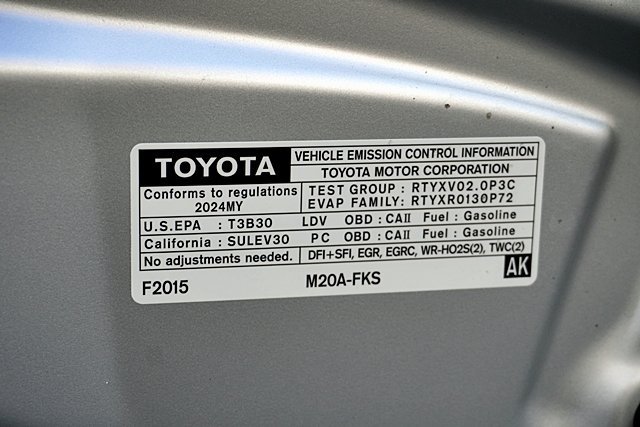 TOYOTA
VEHICLE EMISSION CONTROL INFORMATION
TOYOTA MOTOR CORPORATION
Conforms to regulations
2024MY
TEST GROUP : RTYXV02.0P3C
EVAP FAMILY: RTYXR0130P72
U.S.EPA : T3B30 LDV OBD : CAII Fuel : Gasoline
California : SULEV30 PC OBD : CAII Fuel : Gasoline
No adjustments needed. DFI+SFI, EGR, EGRC, WR-HO2S(2), TWC(2)
F2015 M20A-FKS AK